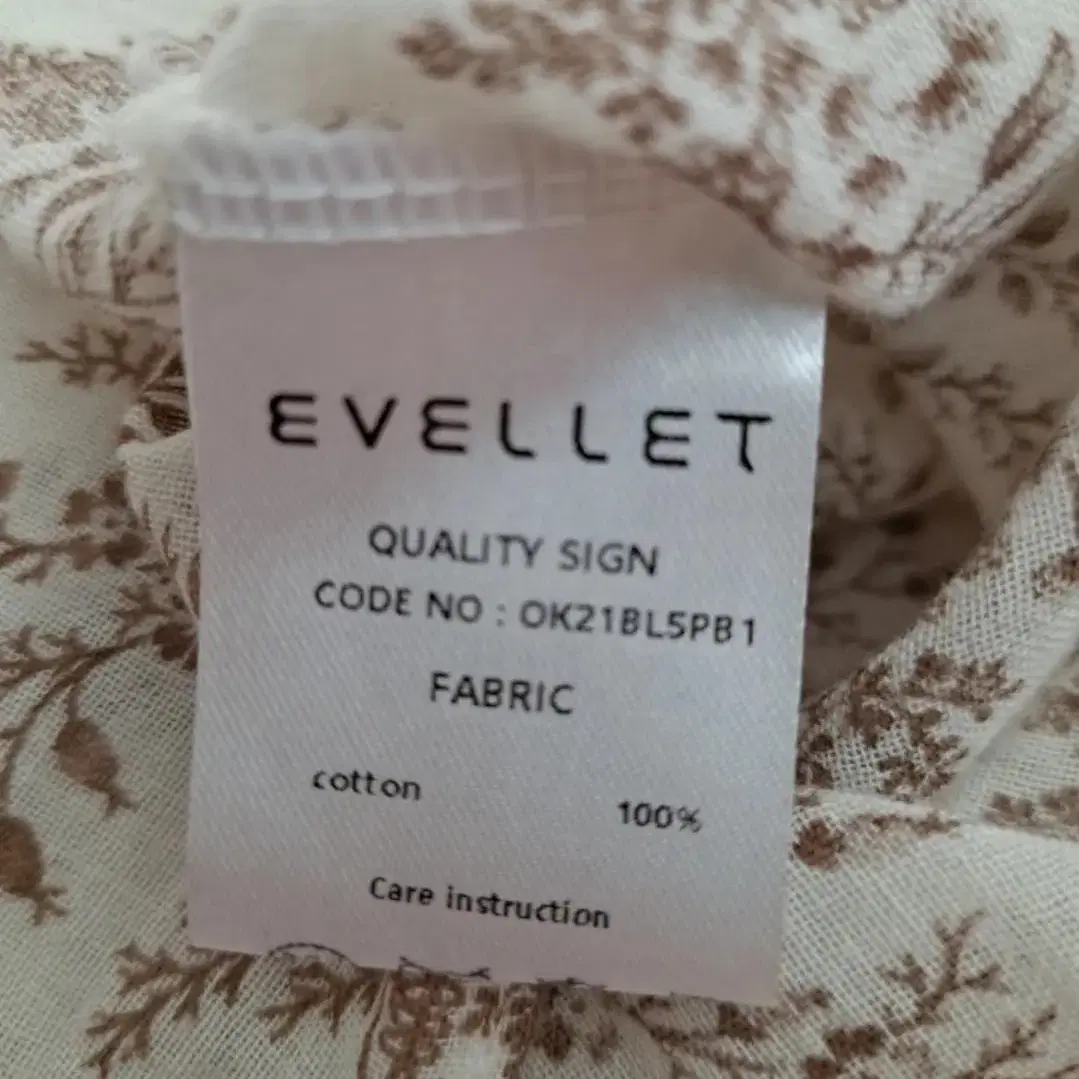 EVELLET
QUALITY SIGN
CODE NO : OK21BL5PB1
FABRIC
cotton 100%
Care instruction